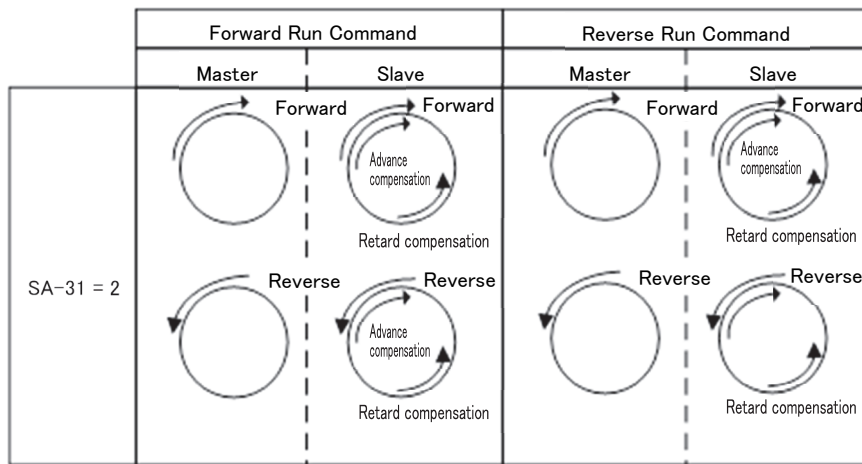 Forward Run Command
Reverse Run Command
Master
Slave
Master
Slave
SA-31 = 2
Forward
Forward
Advance
compensation
Retard compensation
Forward
Forward
Advance
compensation
Retard compensation
Reverse
Reverse
Advance
compensation
Retard compensation
Reverse
Reverse
Retard compensation